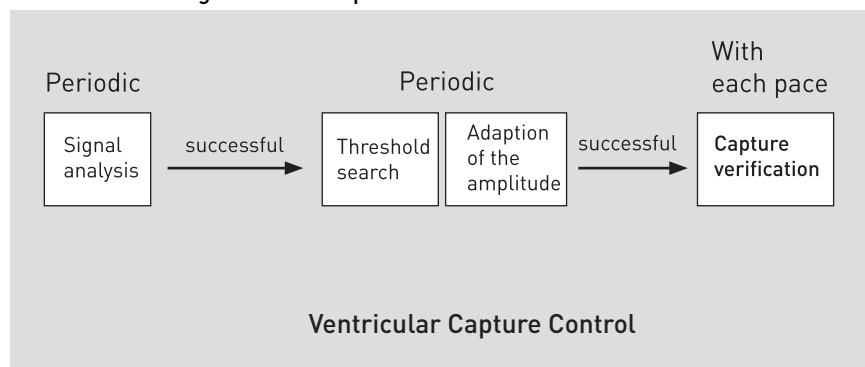 Periodic
Signal
analysis
successful
Periodic
Threshold
search
Adaption
of the
amplitude
successful
With
each pace
Capture
verification
Ventricular Capture Control